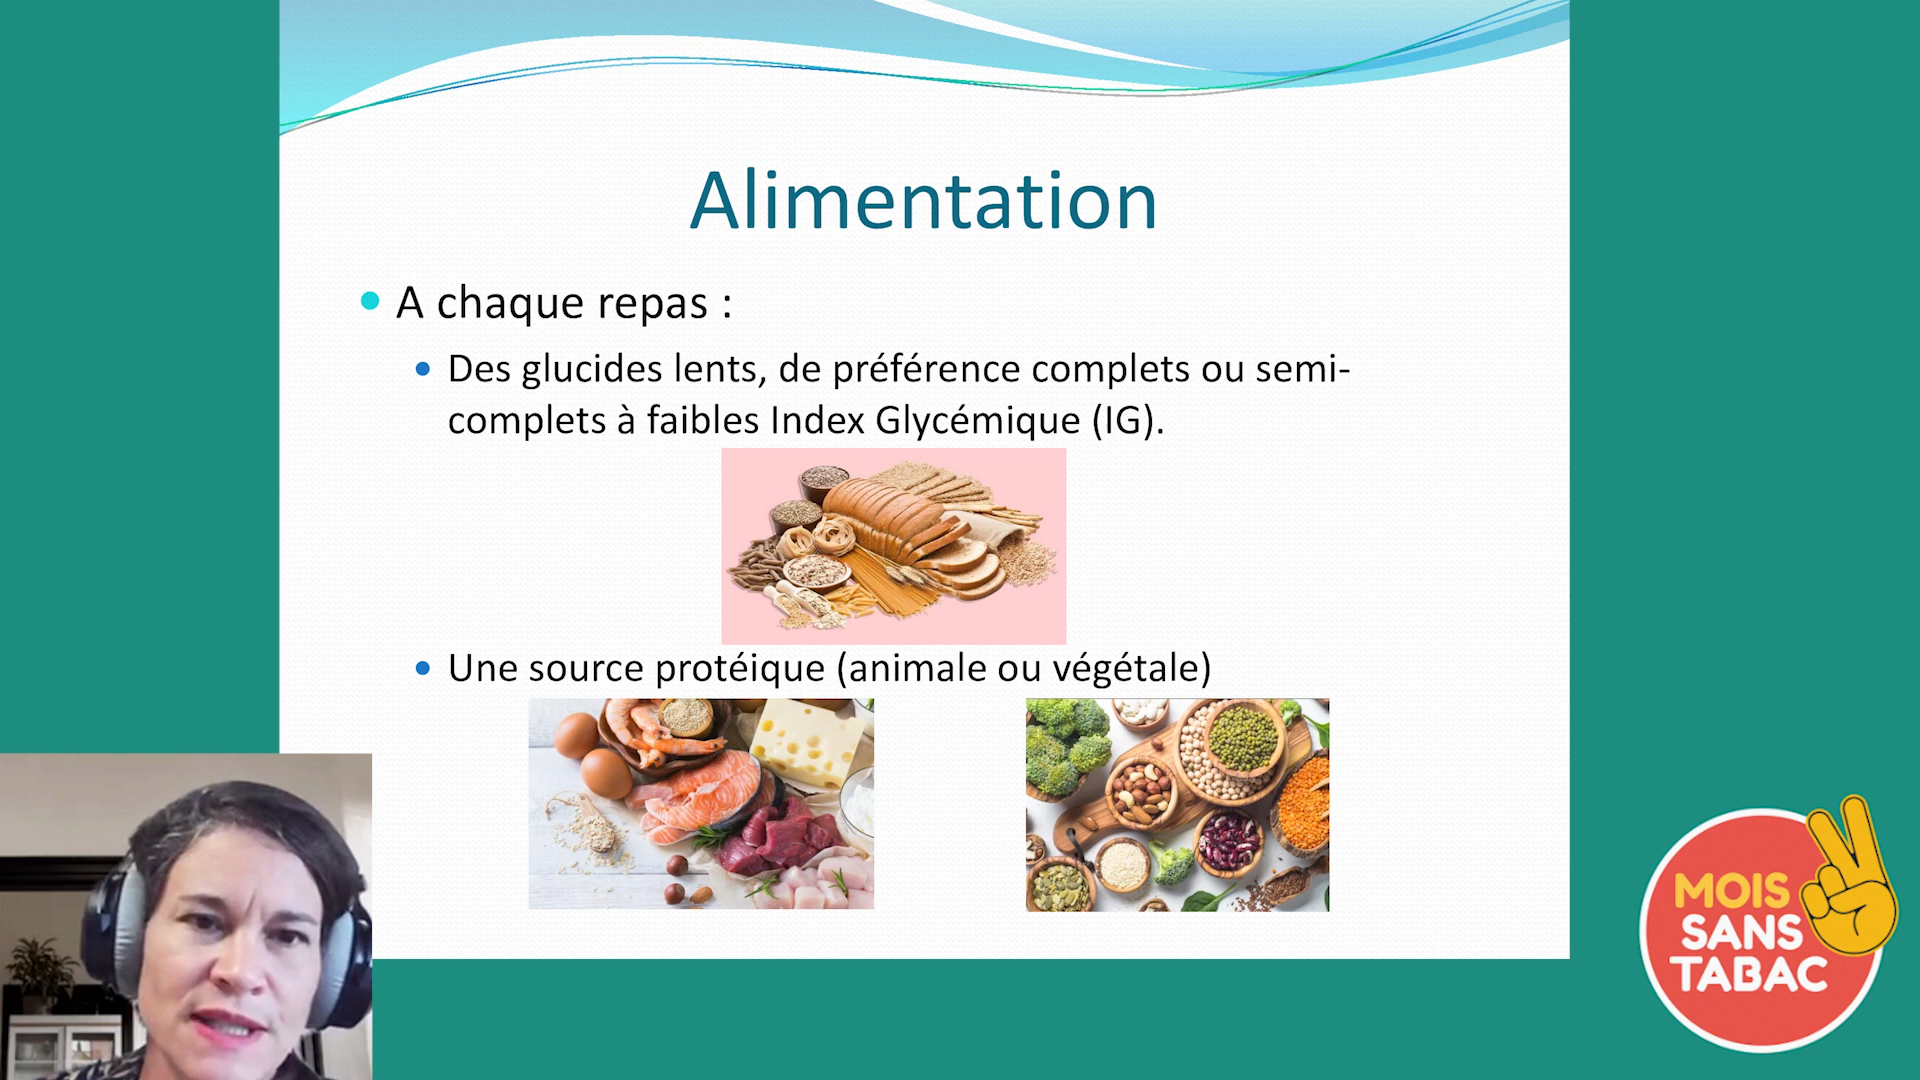 Alimentation
A chaque repas :
Des glucides lents, de préférence complets ou semi-
complets à faibles Index Glycémique (IG).
Une source protéique (animale ou végétale)
MOIS
SANS
TABAC